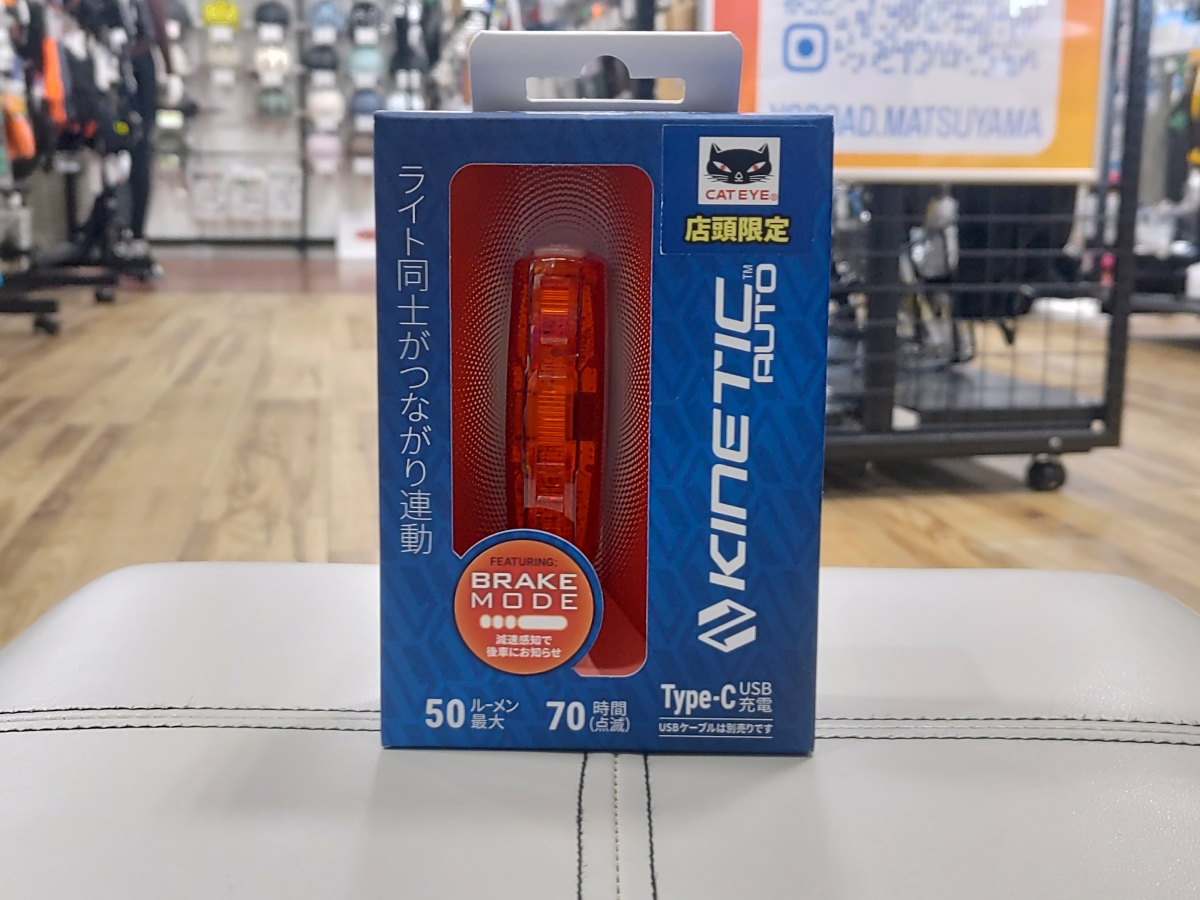 CAT EYE®
店頭限定
ライト同士がつながり連動
KINETIC™
AUTO
FEATURING:
BRAKE
MODE
減速感知で
後車にお知らせ
50 ルーメン
最大
70 時間
(点滅)
Type-C USB
充電
USBケーブルは別売りです
OAD.MATSUYAMA